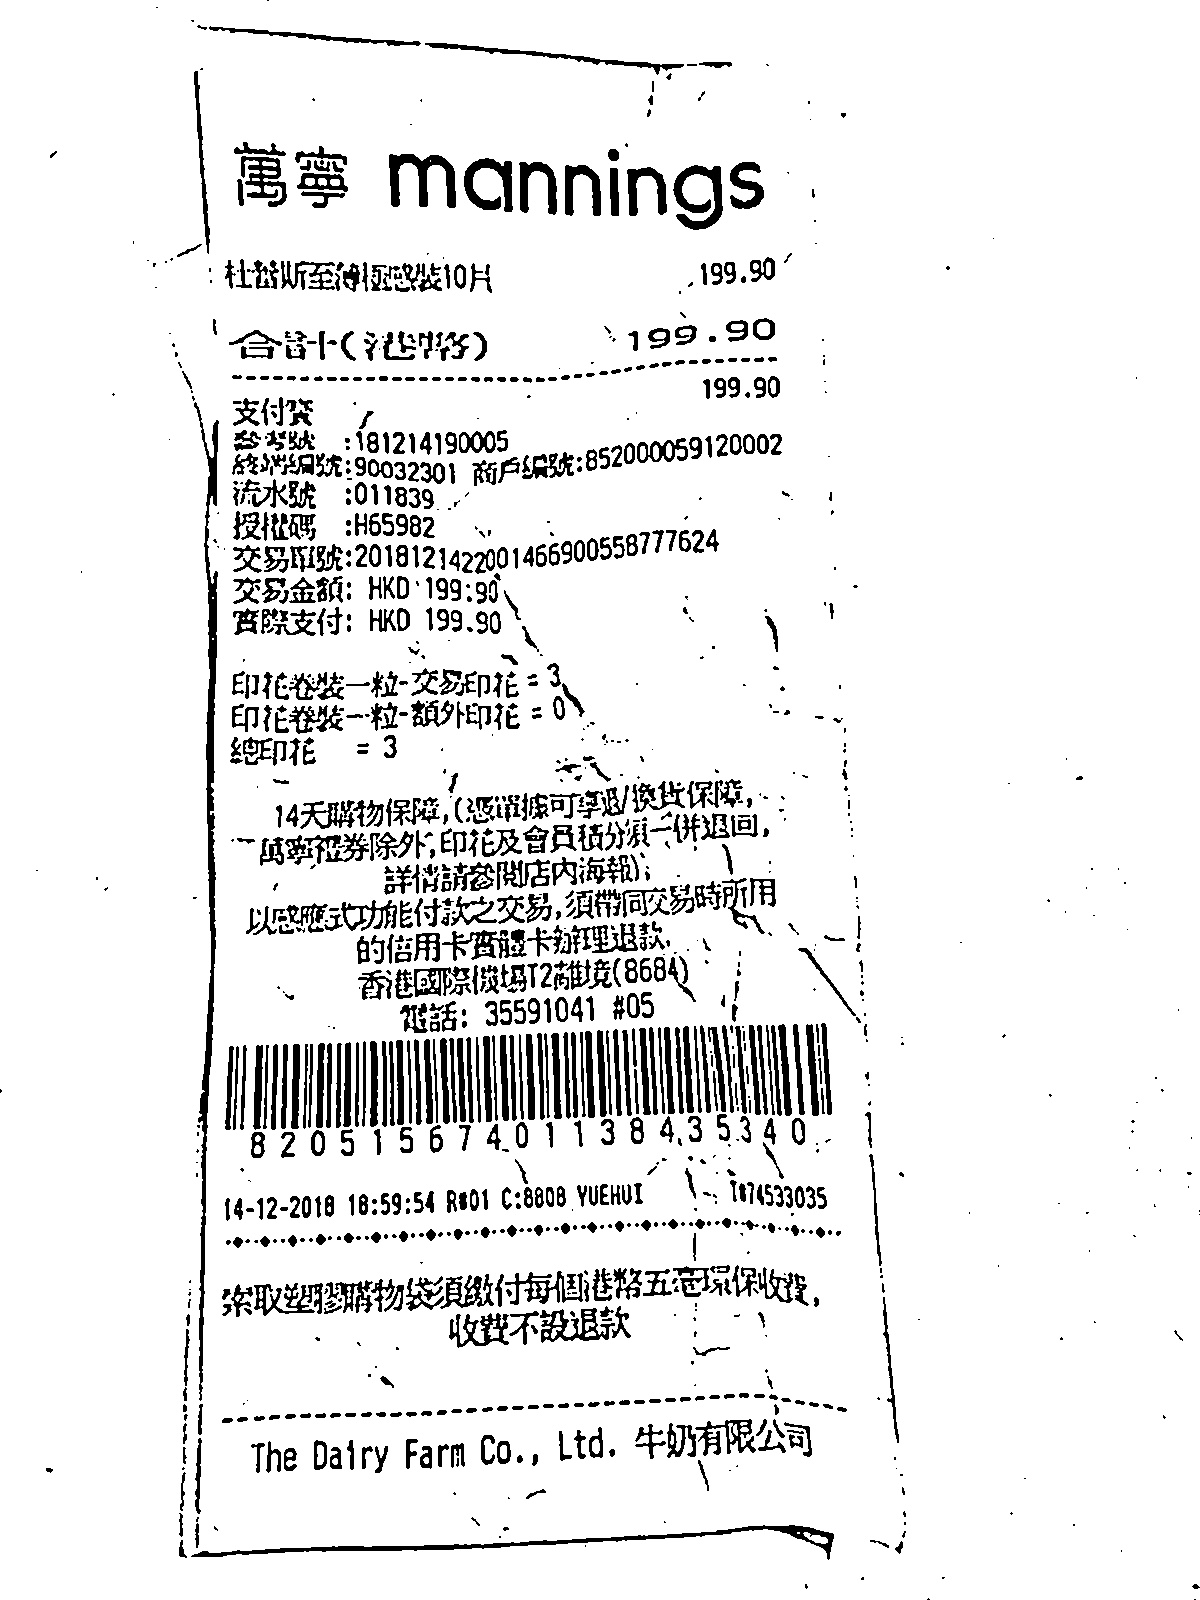 萬寧 mannings
杜蕾斯至薄極感裝10片 199.90
合計(港幣) 199.90
199.90
支付寶
參考號 :181214190005
終端編號:90032301 商戶編號:852000059120002
流水號 :011839
授權碼 :H65982
交易單號:2018121422001466900558777624
交易金額: HKD 199.90
實際支付: HKD 199.90
印花卷裝一粒-交易印花 = 3
印花卷裝一粒-額外印花 = 0
總印花 = 3
14天購物保障,(憑單據可享退/換貨保障,
萬寧禮券除外,印花及會員積分須一併退回,
詳情請參閱店內海報);
以感應式功能付款之交易,須帶同交易時所用
的信用卡實體卡辦理退款.
香港國際機場T2離境(8684)
電話: 35591041 #05
82051567401138435340
14-12-2018 18:59:54 R#01 C:8808 YUEHUI T#74533035
索取塑膠購物袋須繳付每個港幣五毫環保收費,
收費不設退款
The Dairy Farm Co., Ltd. 牛奶有限公司